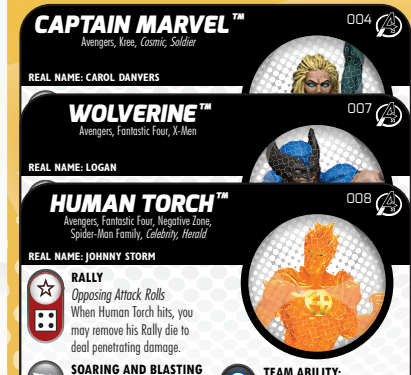 CAPTAIN MARVEL™
004
Avengers, Kree, Cosmic, Soldier
REAL NAME: CAROL DANVERS
WOLVERINE™
007
Avengers, Fantastic Four, X-Men
REAL NAME: LOGAN
HUMAN TORCH™
008
Avengers, Fantastic Four, Negative Zone,
Spider-Man Family, Celebrity, Herald
REAL NAME: JOHNNY STORM
RALLY
Opposing Attack Rolls
When Human Torch hits, you
may remove his Rally die to
deal penetrating damage.
SOARING AND BLASTING
TEAM ABILITY: